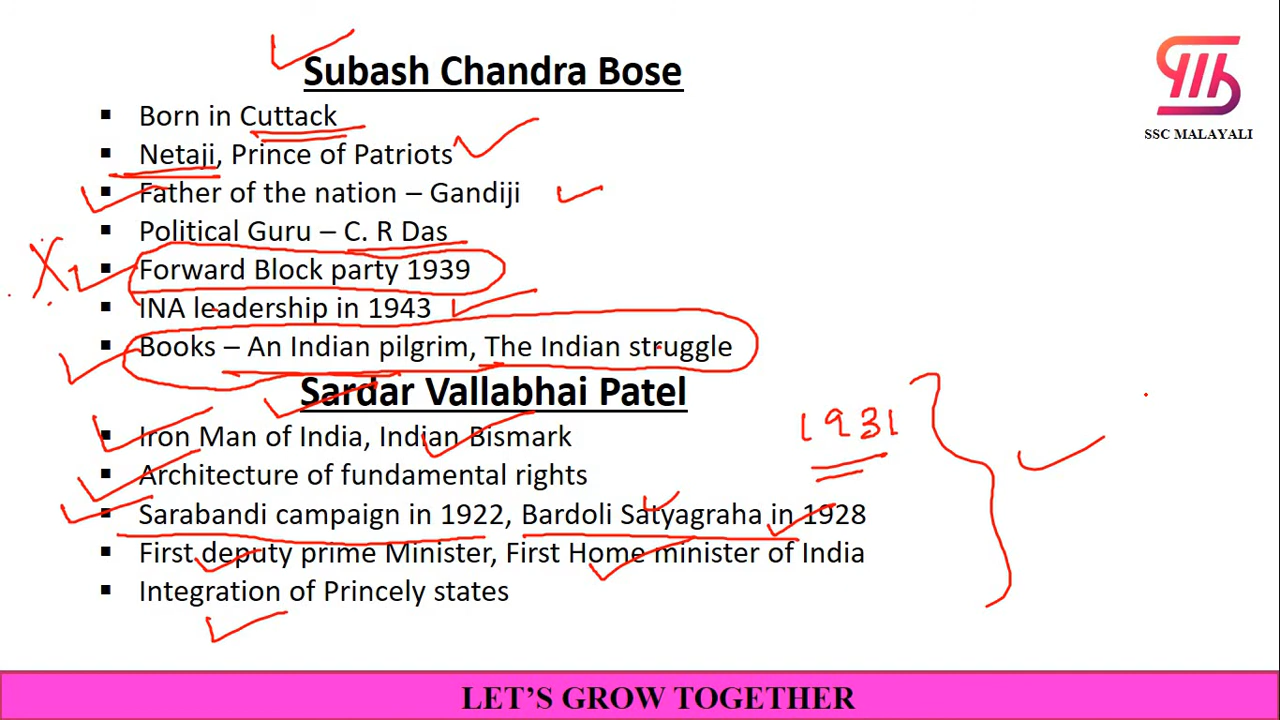 Subash Chandra Bose
SSC MALAYALI
▪ Born in Cuttack
▪ Netaji, Prince of Patriots
▪ Father of the nation – Gandiji
▪ Political Guru – C. R Das
▪ Forward Block party 1939
▪ INA leadership in 1943
▪ Books – An Indian pilgrim, The Indian struggle
Sardar Vallabhai Patel
▪ Iron Man of India, Indian Bismark
1931
▪ Architecture of fundamental rights
▪ Sarabandi campaign in 1922, Bardoli Satyagraha in 1928
▪ First deputy prime Minister, First Home minister of India
▪ Integration of Princely states
LET'S GROW TOGETHER